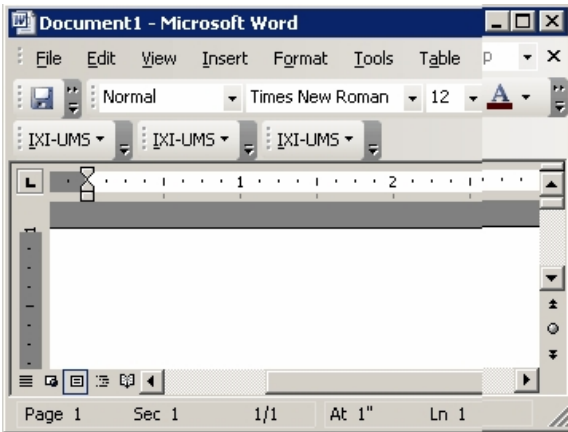 Document1 - Microsoft Word
File Edit View Insert Format Tools Table p
Normal Times New Roman 12 A
IXI-UMS IXI-UMS IXI-UMS
L 1 2
Page 1 Sec 1 1/1 At 1" Ln 1